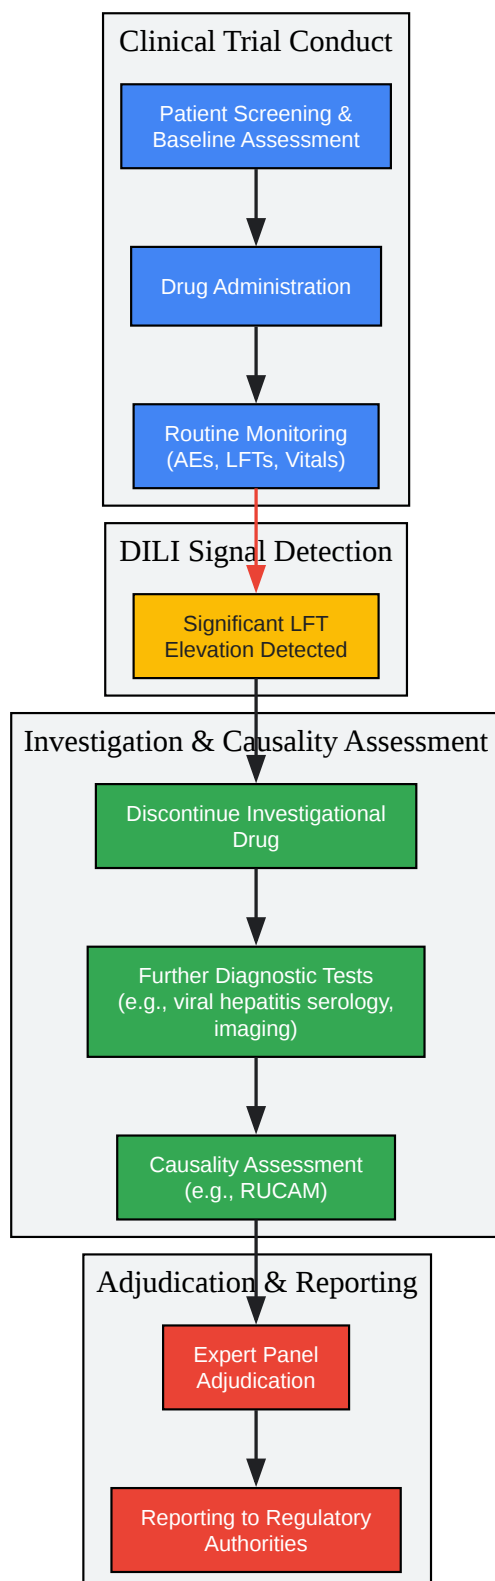 Clinical Trial Conduct
Patient Screening &
Baseline Assessment
Drug Administration
Routine Monitoring
(AEs, LFTs, Vitals)
DILI Signal Detection
Significant LFT
Elevation Detected
Investigation & Causality Assessment
Discontinue Investigational
Drug
Further Diagnostic Tests
(e.g., viral hepatitis serology,
imaging)
Causality Assessment
(e.g., RUCAM)
Adjudication & Reporting
Expert Panel
Adjudication
Reporting to Regulatory
Authorities